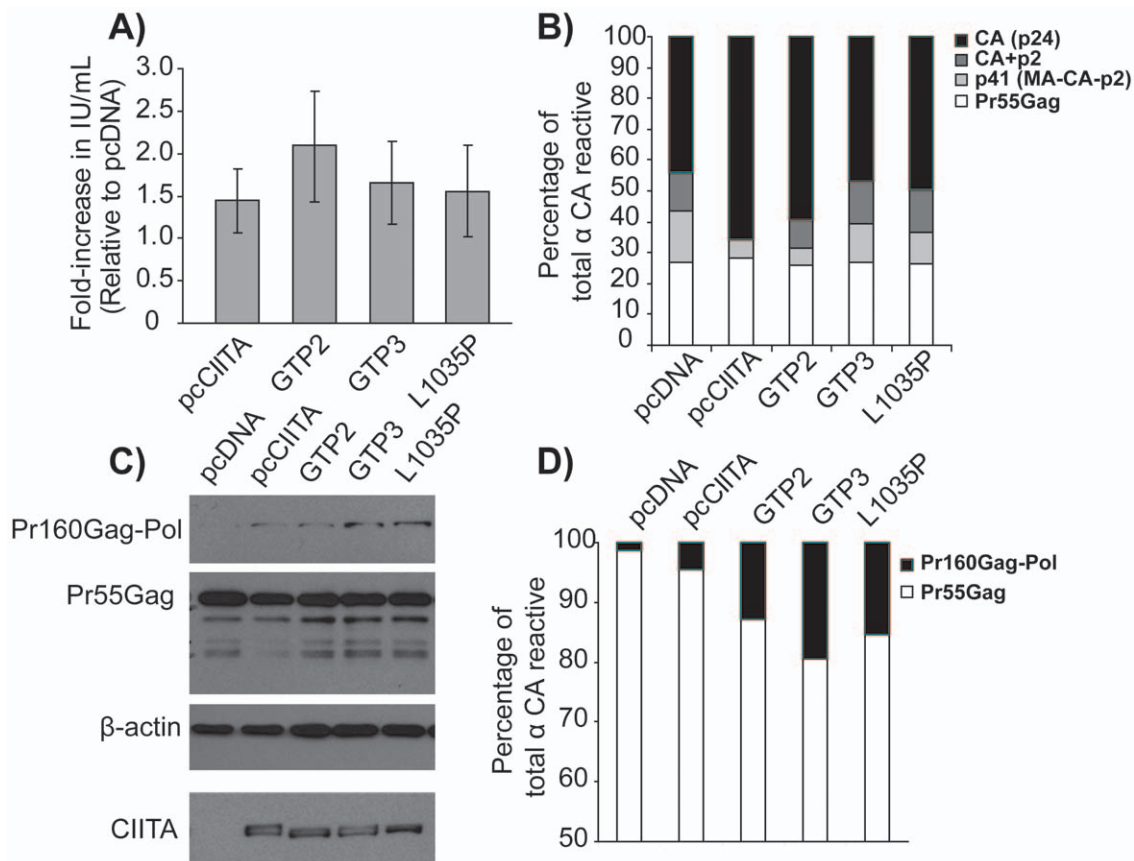 A)
Fold-increase in IU/mL
(Relative to pcDNA)
3.0
2.5
2.0
1.5
1.0
0.5
0
pcCIITA
GTP2
GTP3
L1035P
B)
Percentage of
total α CA reactive
100
90
80
70
60
50
40
30
20
10
0
pcDNA
pcCIITA
GTP2
GTP3
L1035P
CA (p24)
CA+p2
p41 (MA-CA-p2)
Pr55Gag
C)
pcDNA
pcCIITA
GTP2
GTP3
L1035P
Pr160Gag-Pol
Pr55Gag
β-actin
CIITA
D)
pcDNA
pcCIITA
GTP2
GTP3
L1035P
Percentage of
total α CA reactive
100
90
80
70
60
50
Pr160Gag-Pol
Pr55Gag